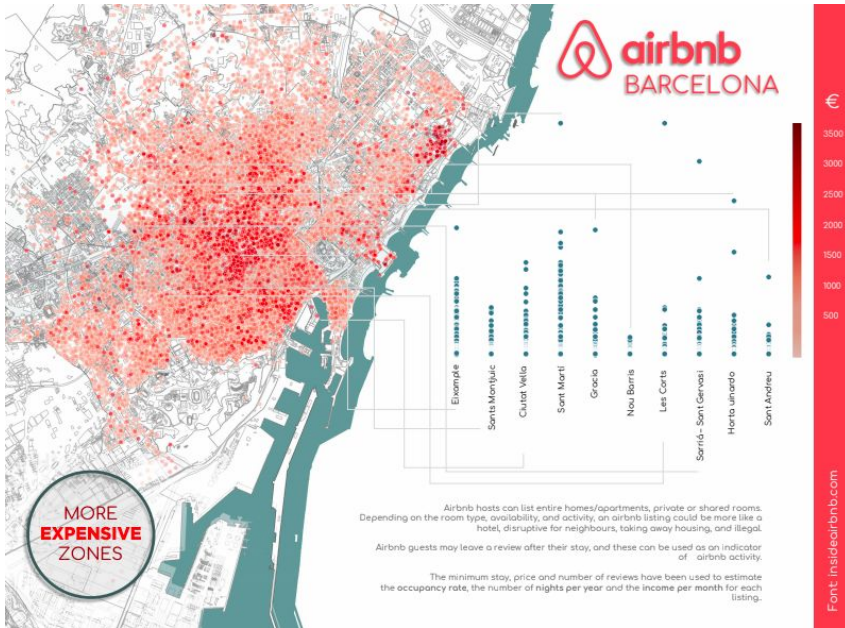 airbnb
BARCELONA
€
3500
3000
2500
2000
1500
1000
500
Eixample
Sants Montjuic
Ciutat Vella
Sant Martí
Gracia
Nou Barris
Les Corts
Sarriá - Sant Gervasi
Horta uinardo
Sant Andreu
MORE
EXPENSIVE
ZONES
Airbnb hosts can list entire homes/apartments, private or shared rooms.
Depending on the room type, availability, and activity, an airbnb listing could be more like a
hotel, disruptive for neighbours, taking away housing, and illegal.
Airbnb guests may leave a review after their stay, and these can be used as an indicator
of airbnb activity.
The minimum stay, price and number of reviews have been used to estimate
the occupancy rate, the number of nights per year and the income per month for each
listing..
Font: insideairbnb.com